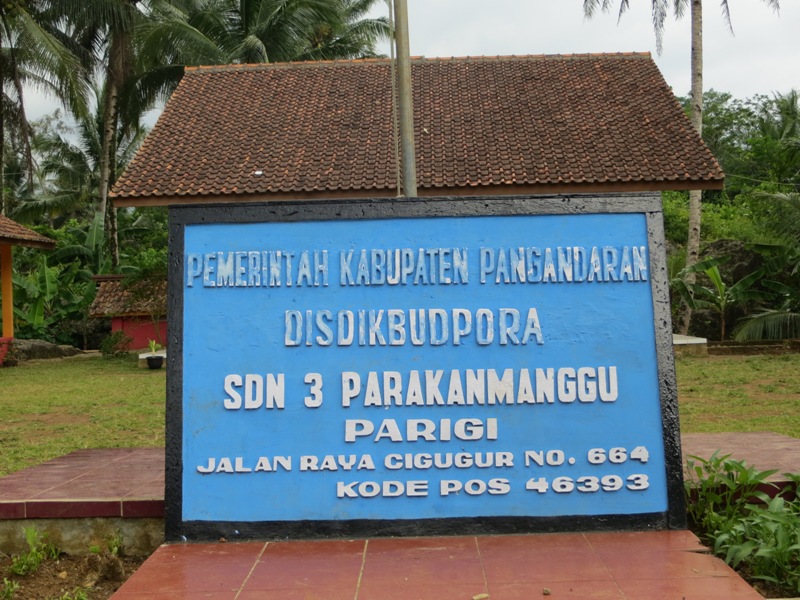 PEMERINTAH KABUPATEN PANGANDARAN
DISDIKBUDPORA
SDN 3 PARAKANMANGGU
PARIGI
JALAN RAYA CIGUGUR NO. 664
KODE POS 46393